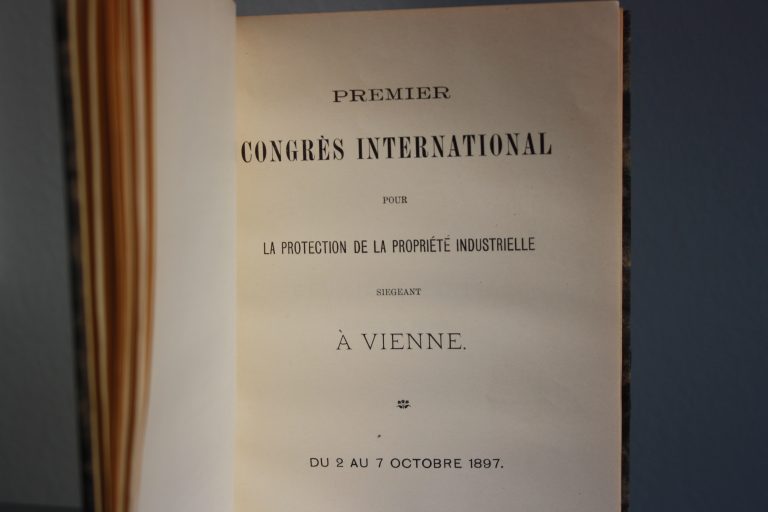 PREMIER
CONGRÈS INTERNATIONAL
POUR
LA PROTECTION DE LA PROPRIÉTÉ INDUSTRIELLE
SIEGEANT
À VIENNE.
DU 2 AU 7 OCTOBRE 1897.